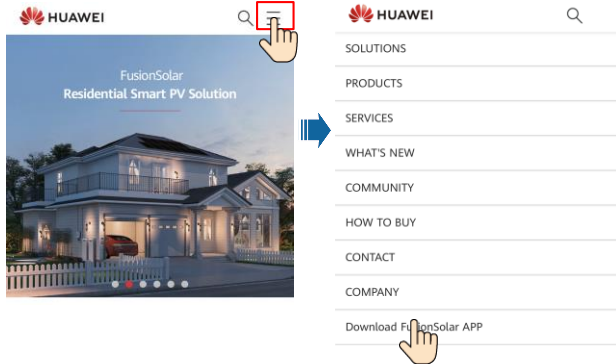 HUAWEI
FusionSolar
Residential Smart PV Solution
HUAWEI
SOLUTIONS
PRODUCTS
SERVICES
WHAT'S NEW
COMMUNITY
HOW TO BUY
CONTACT
COMPANY
Download FusionSolar APP